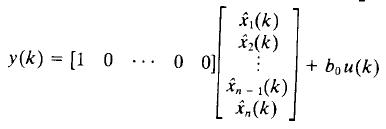 y(k) = [1 0 ⋯ 0 0] [x̂₁(k) x̂₂(k) ⋮ x̂ₙ₋₁(k) x̂ₙ(k)] + b₀u(k)